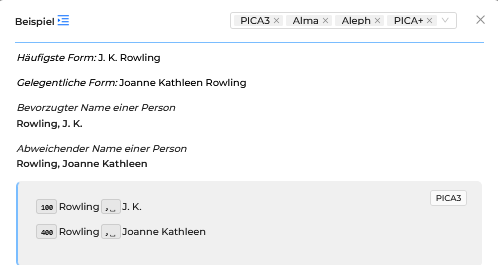 Beispiel PICA3 × Alma × Aleph × PICA+ ×
Häufigste Form: J. K. Rowling
Gelegentliche Form: Joanne Kathleen Rowling
Bevorzugter Name einer Person
Rowling, J. K.
Abweichender Name einer Person
Rowling, Joanne Kathleen
PICA3
100 Rowling ,␣ J. K.
400 Rowling ,␣ Joanne Kathleen